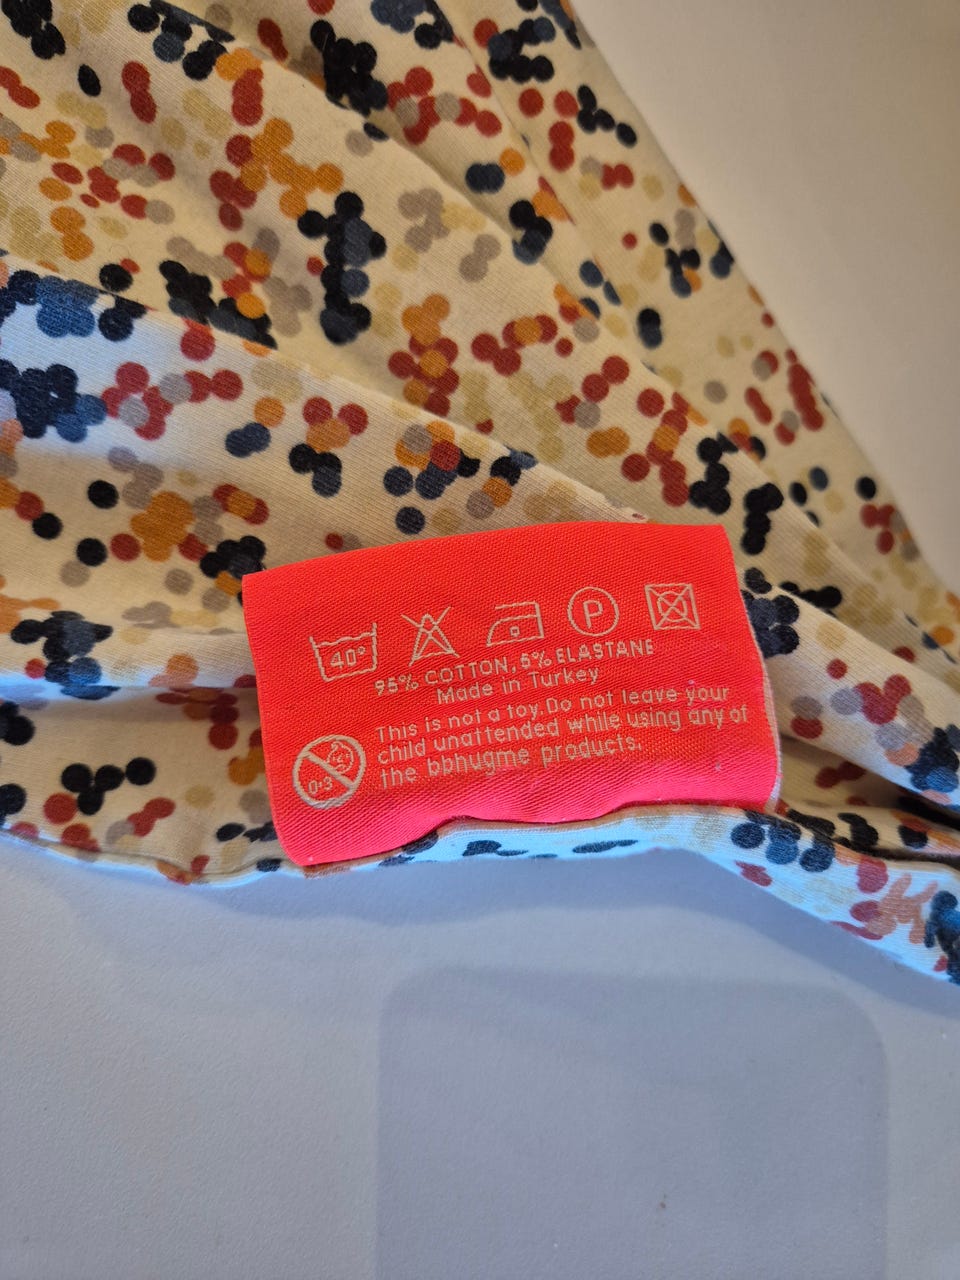 40°
P
95% COTTON, 5% ELASTANE
Made in Turkey
This is not a toy. Do not leave your
child unattended while using any of
the bbhugme products.
0-3